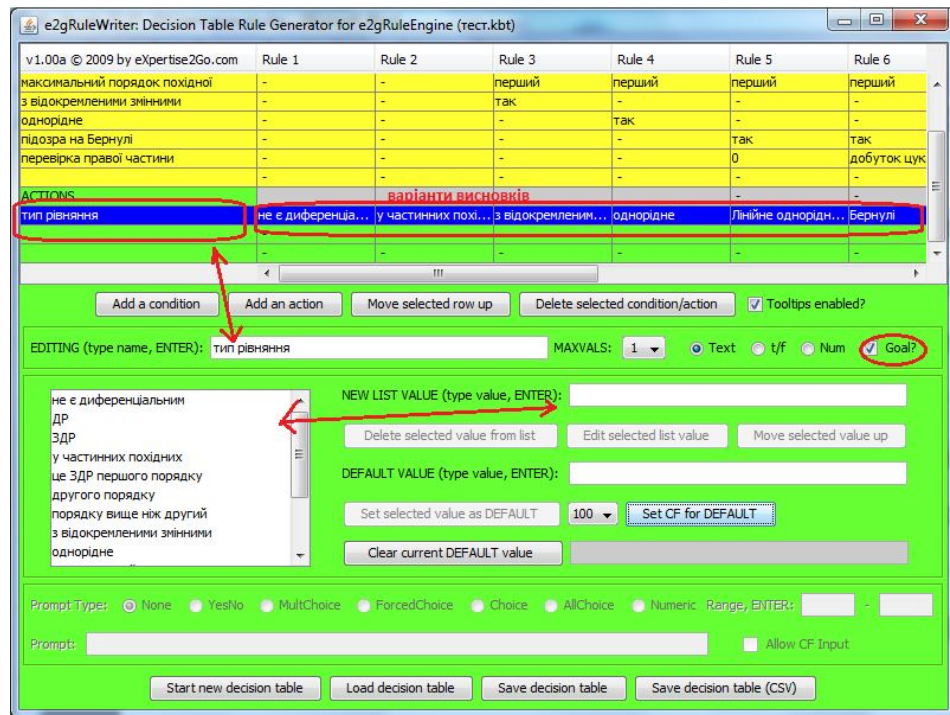 e2gRuleWriter: Decision Table Rule Generator for e2gRuleEngine (тест.kbt)
v1.00a © 2009 by eXpertise2Go.com Rule 1 Rule 2 Rule 3 Rule 4 Rule 5 Rule 6
максимальний порядок похідної - - перший перший перший перший
з відокремленими змінними - - так - - -
однорідне - - - так - -
підозра на Бернулі - - - - так так
перевірка правої частини - - - - 0 добуток цук
- - - - - -
ACTIONS варіанти висновків
тип рівняння не є диференціа... у частинних похі... з відокремленим... однорідне Лінійне однорідн... Бернулі
- - - - - -
- - - - - -
Add a condition Add an action Move selected row up Delete selected condition/action Tooltips enabled?
EDITING (type name, ENTER): тип рівняння MAXVALS: 1 Text t/f Num Goal?
не є диференціальним
ДР
ЗДР
у частинних похідних
це ЗДР першого порядку
другого порядку
порядку вище ніж другий
з відокремленими змінними
однорідне
NEW LIST VALUE (type value, ENTER):
Delete selected value from list Edit selected list value Move selected value up
DEFAULT VALUE (type value, ENTER):
Set selected value as DEFAULT 100 Set CF for DEFAULT
Clear current DEFAULT value
Prompt Type: None YesNo MultChoice ForcedChoice Choice AllChoice Numeric Range, ENTER: -
Prompt: Allow CF Input
Start new decision table Load decision table Save decision table Save decision table (CSV)